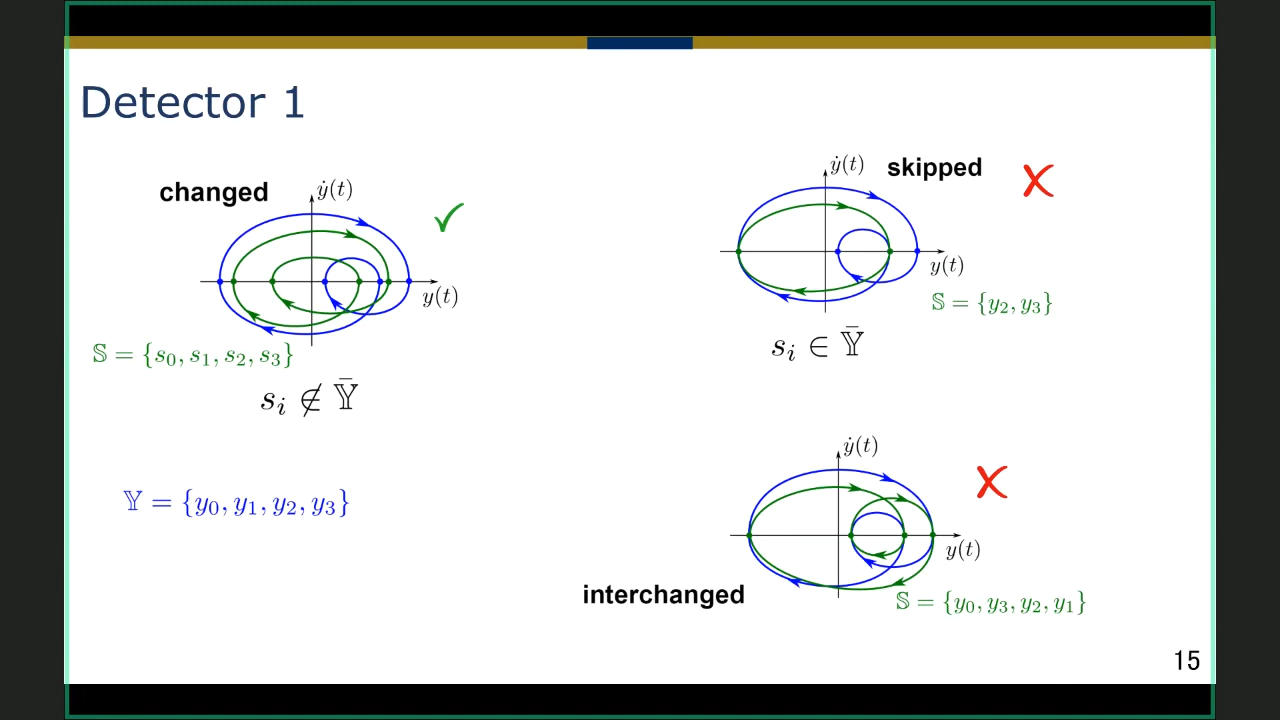 Detector 1
changed
ẏ(t)
✓
y(t)
𝕊 = {s₀, s₁, s₂, s₃}
sᵢ ∉ 𝕐̄
𝕐 = {y₀, y₁, y₂, y₃}
ẏ(t)
skipped
✗
y(t)
𝕊 = {y₂, y₃}
sᵢ ∈ 𝕐̄
ẏ(t)
✗
y(t)
interchanged
𝕊 = {y₀, y₃, y₂, y₁}
15